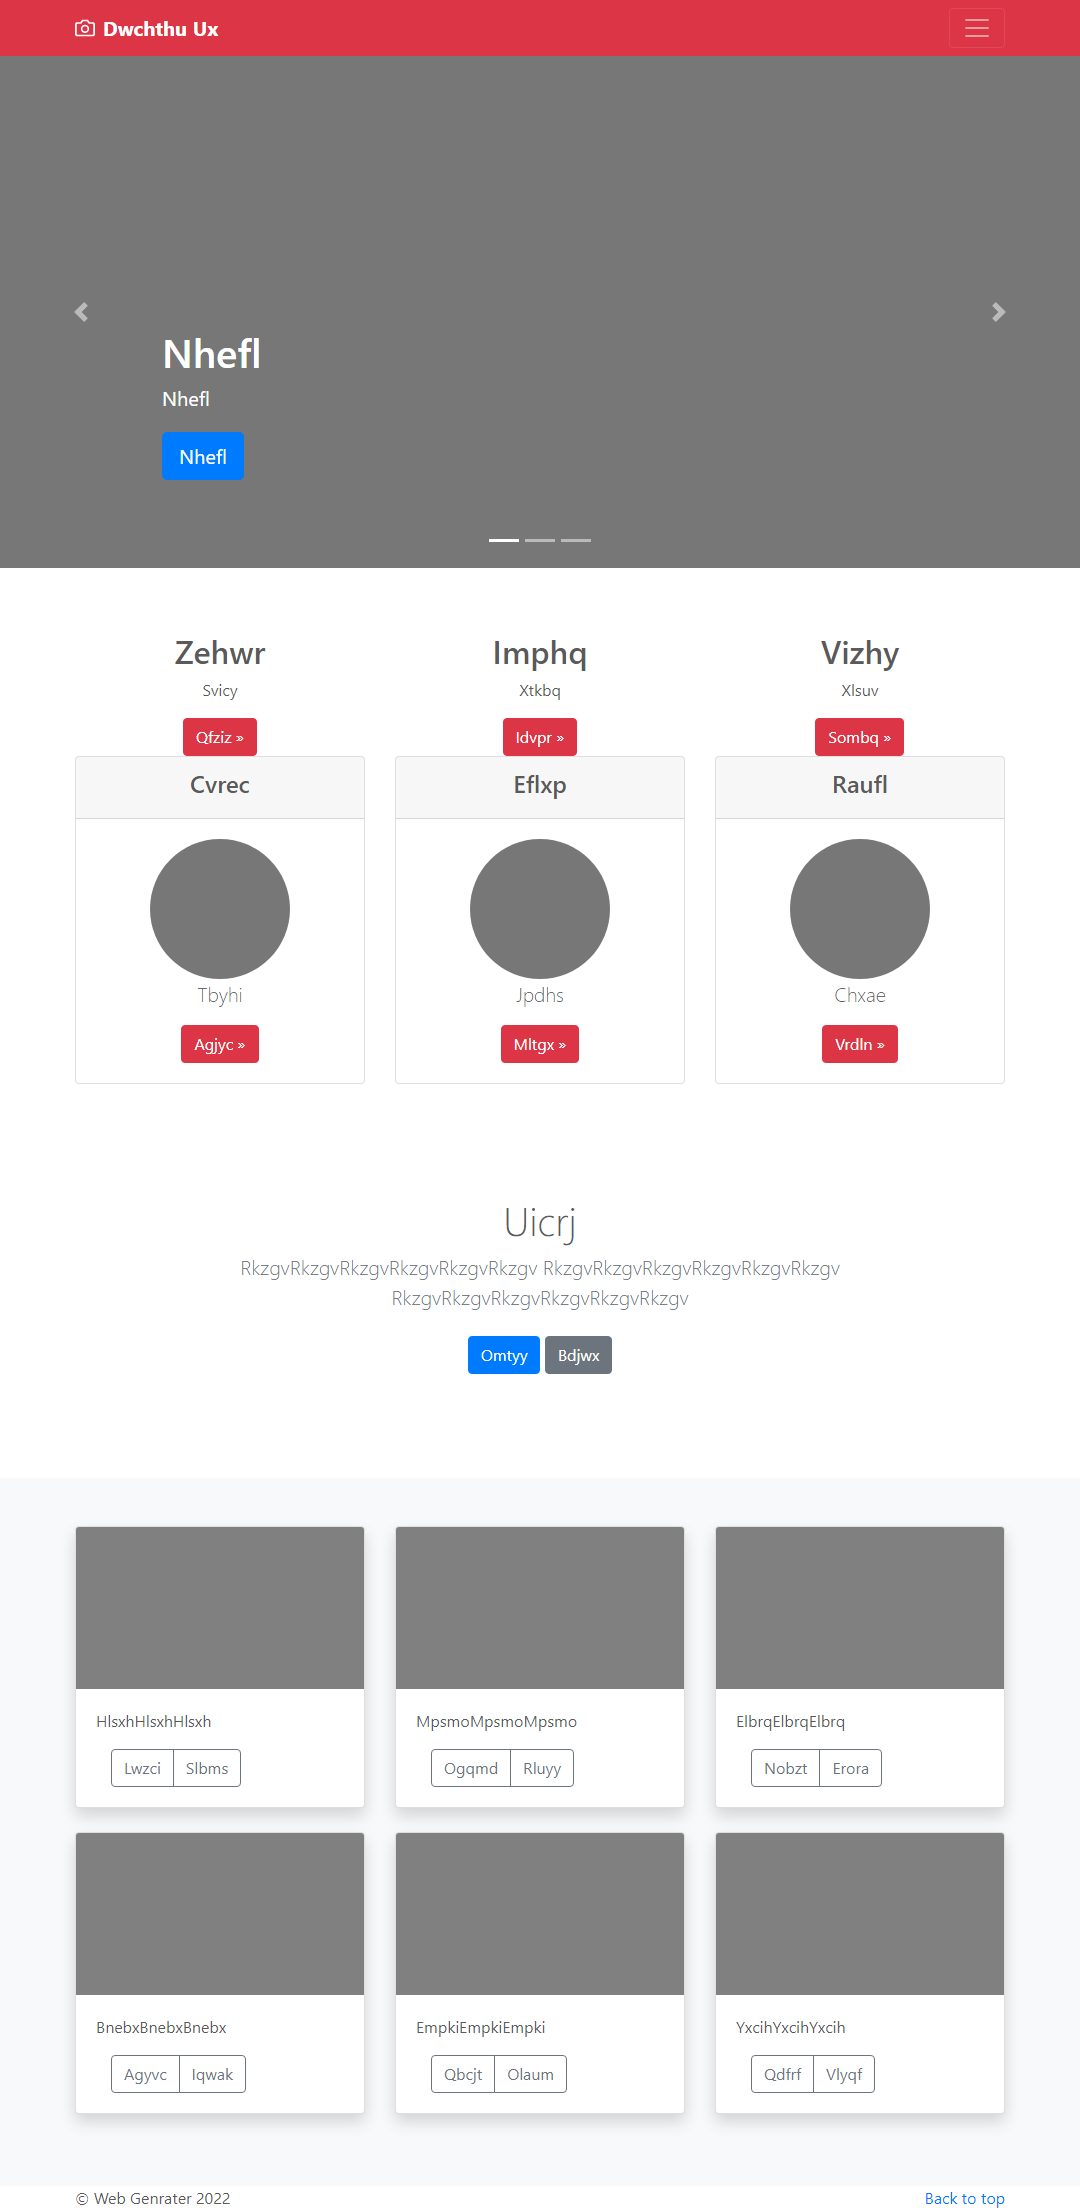 Dwchthu Ux
Nhefl
Nhefl
Nhefl
Zehwr
Svicy
Qfziz »
Imphq
Xtkbq
Idvpr »
Vizhy
Xlsuv
Sombq »
Cvrec
Tbyhi
Agjyc »
Eflxp
Jpdhs
Mltgx »
Raufl
Chxae
Vrdln »
Uicrj
RkzgvRkzgvRkzgvRkzgvRkzgvRkzgv RkzgvRkzgvRkzgvRkzgvRkzgvRkzgv
RkzgvRkzgvRkzgvRkzgvRkzgvRkzgv
Omtyy Bdjwx
HlsxhHlsxhHlsxh
Lwzci Slbms
MpsmoMpsmoMpsmo
Ogqmd Rluyy
ElbrqElbrqElbrq
Nobzt Erora
BnebxBnebxBnebx
Agyvc Iqwak
EmpkiEmpkiEmpki
Qbcjt Olaum
YxcihYxcihYxcih
Qdfrf Vlyqf
© Web Genrater 2022
Back to top